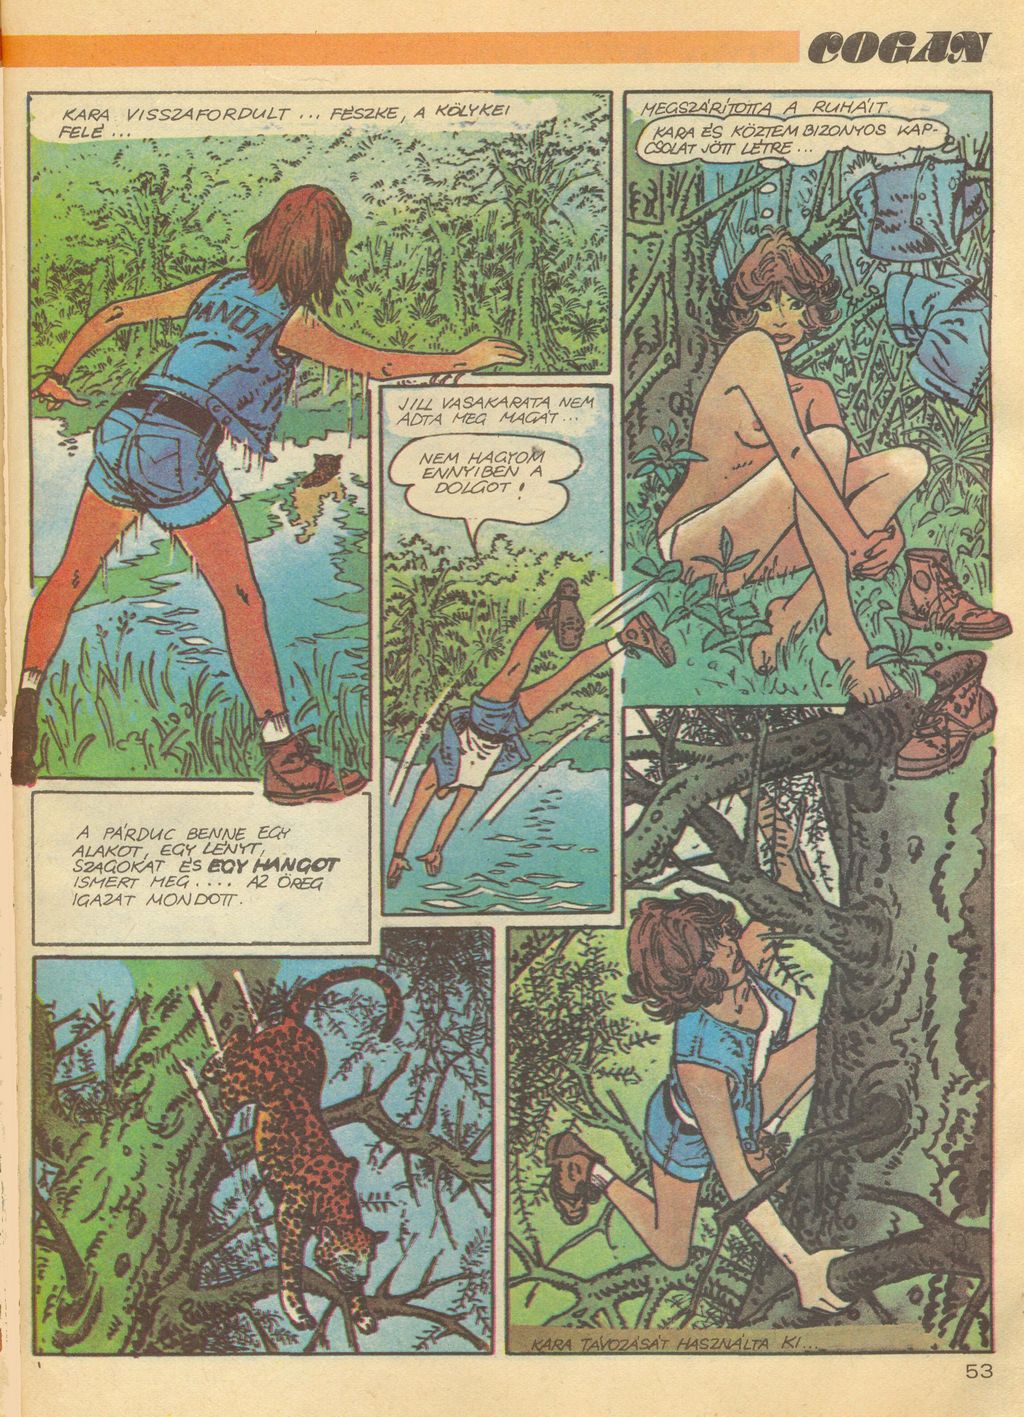 COGAN
KARA VISSZAFORDULT ... FÉSZKE, A KÖLYKEI
FELÉ ...
PANDA
A PÁRDUC BENNE EGY
ALAKOT, EGY LÉNYT,
SZAGOKAT ÉS EGY HANGOT
ISMERT MEG .... AZ ÖREG
IGAZAT MONDOTT.
JILL VASAKARATA NEM
ADTA MEG MAGÁT ...
NEM HAGYOM
ENNYIBEN A
DOLGOT!
MEGSZÁRÍTOTTA A RUHÁIT
KARA ÉS KÖZTEM BIZONYOS KAP-
CSOLAT JÖTT LÉTRE ...
KARA TÁVOZÁSÁT HASZNÁLTA KI...
53